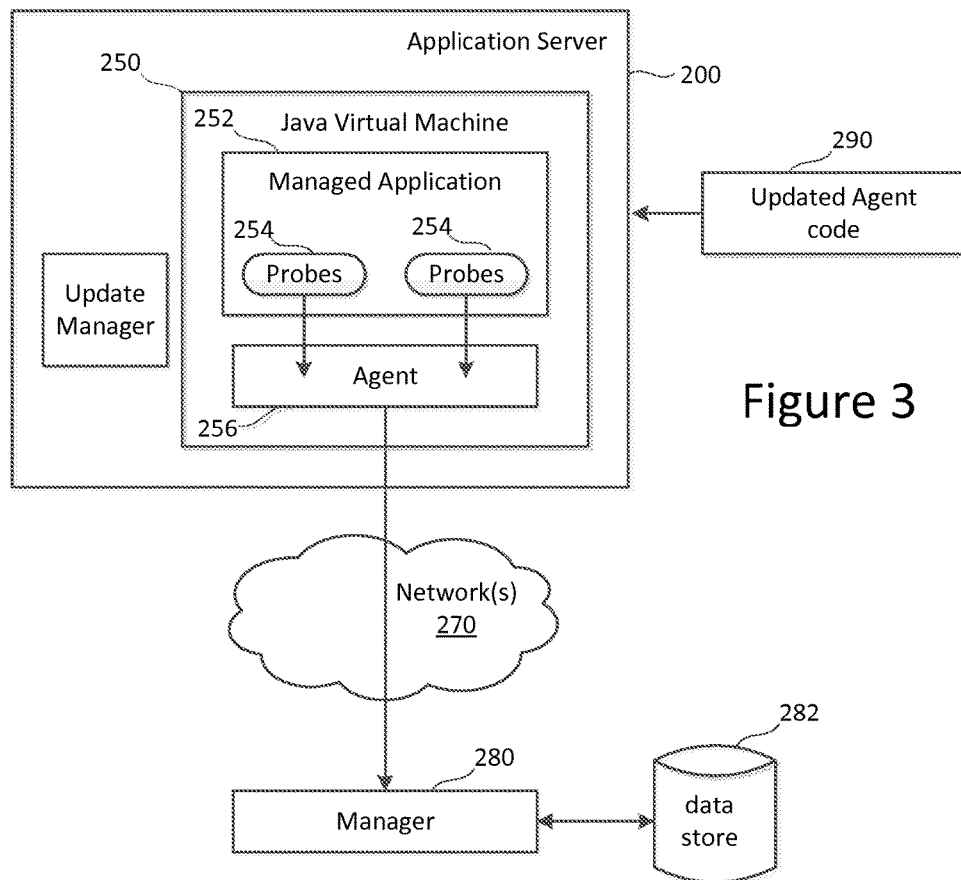 Application Server
250
200
252
Java Virtual Machine
290
Managed Application
Updated Agent
code
254
254
Probes
Probes
Update
Manager
Agent
Figure 3
256
Network(s)
270
282
280
Manager
data
store